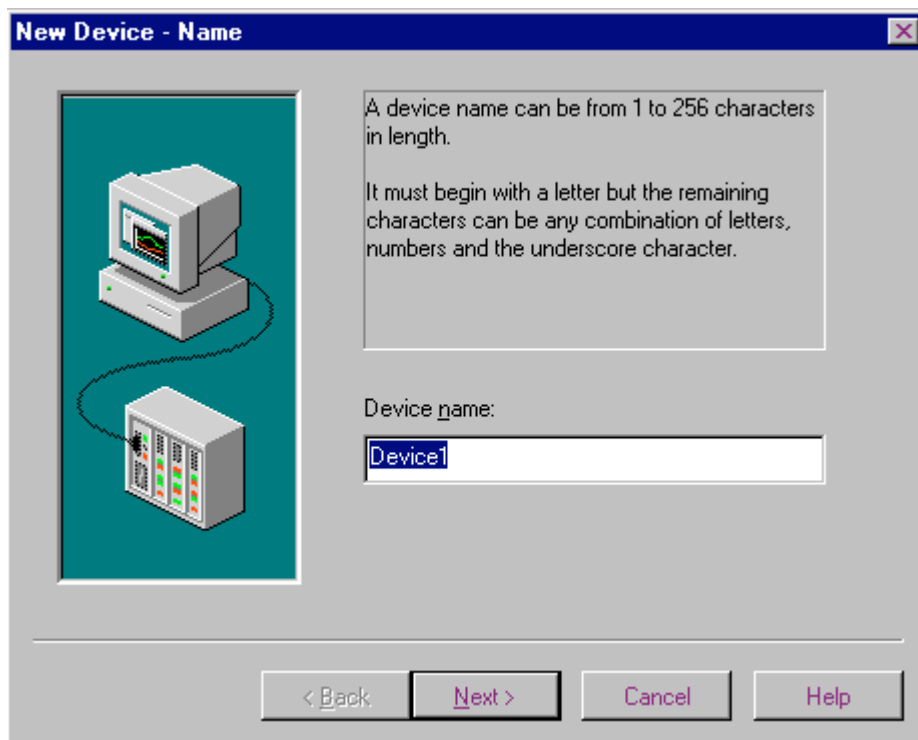 New Device - Name
A device name can be from 1 to 256 characters
in length.
It must begin with a letter but the remaining
characters can be any combination of letters,
numbers and the underscore character.
Device name:
Device1
< Back
Next >
Cancel
Help